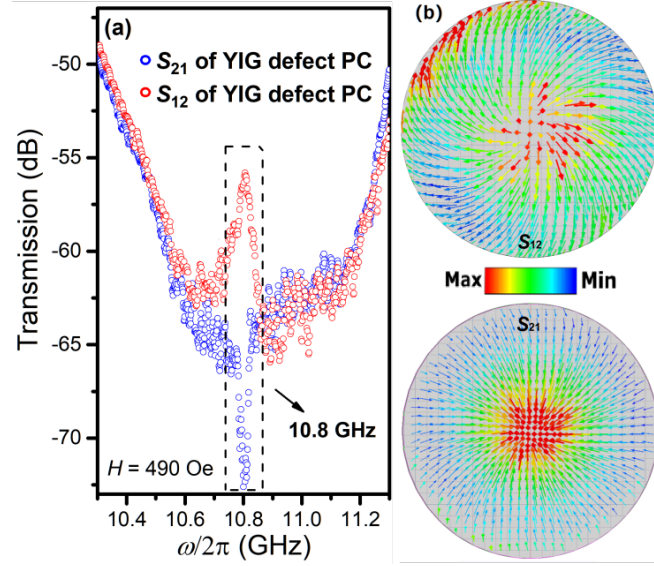 (a)
S21 of YIG defect PC
S12 of YIG defect PC
-50
-55
-60
-65
-70
Transmission (dB)
10.8 GHz
H = 490 Oe
10.4 10.6 10.8 11.0 11.2
ω/2π (GHz)
(b)
S12
Max Min
S21